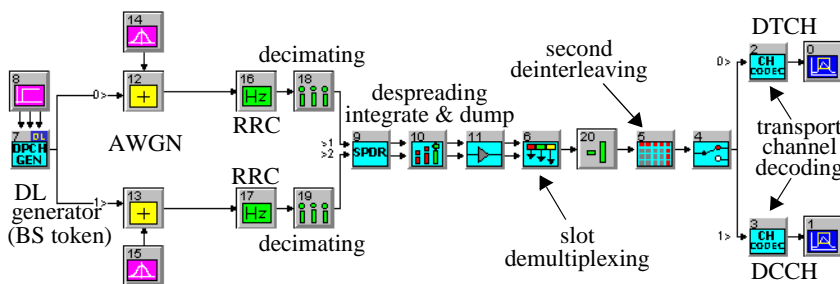 14
DTCH
decimating
second
deinterleaving
8
12
16
18
2
0
0>
CH
CODEC
despreading
integrate & dump
7
DL
DPCH
GEN
AWGN
RRC
Hz
>1
>2
9
SPDR
10
11
6
20
5
4
transport
channel
decoding
DL
generator
(BS token)
1>
13
RRC
17
Hz
19
decimating
slot
demultiplexing
1>
3
CH
CODEC
1
15
DCCH